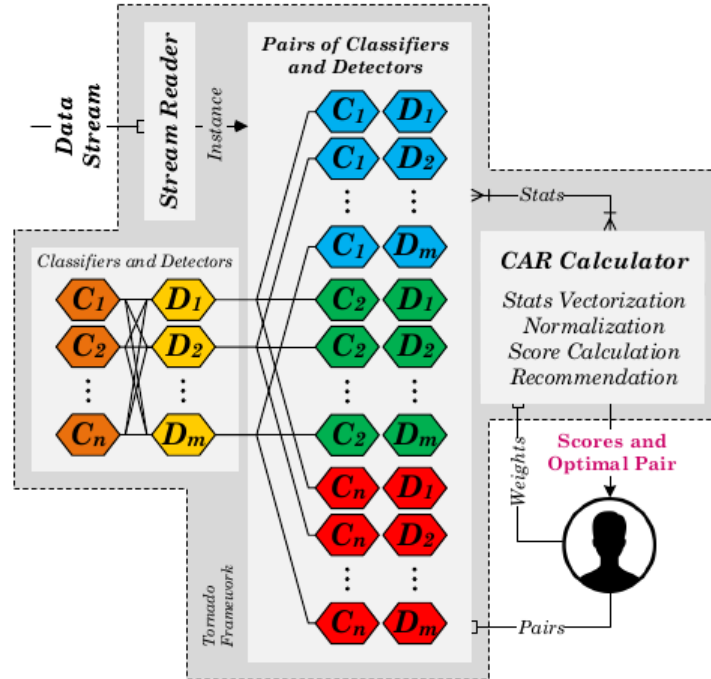 Data
Stream
Stream Reader
Instance
Pairs of Classifiers
and Detectors
C1 D1
C1 D2
C1 Dm
C2 D1
C2 D2
C2 Dm
Cn D1
Cn D2
Cn Dm
Classifiers and Detectors
C1 D1
C2 D2
Cn Dm
Tornado
Framework
Stats
CAR Calculator
Stats Vectorization
Normalization
Score Calculation
Recommendation
Weights
Scores and
Optimal Pair
Pairs